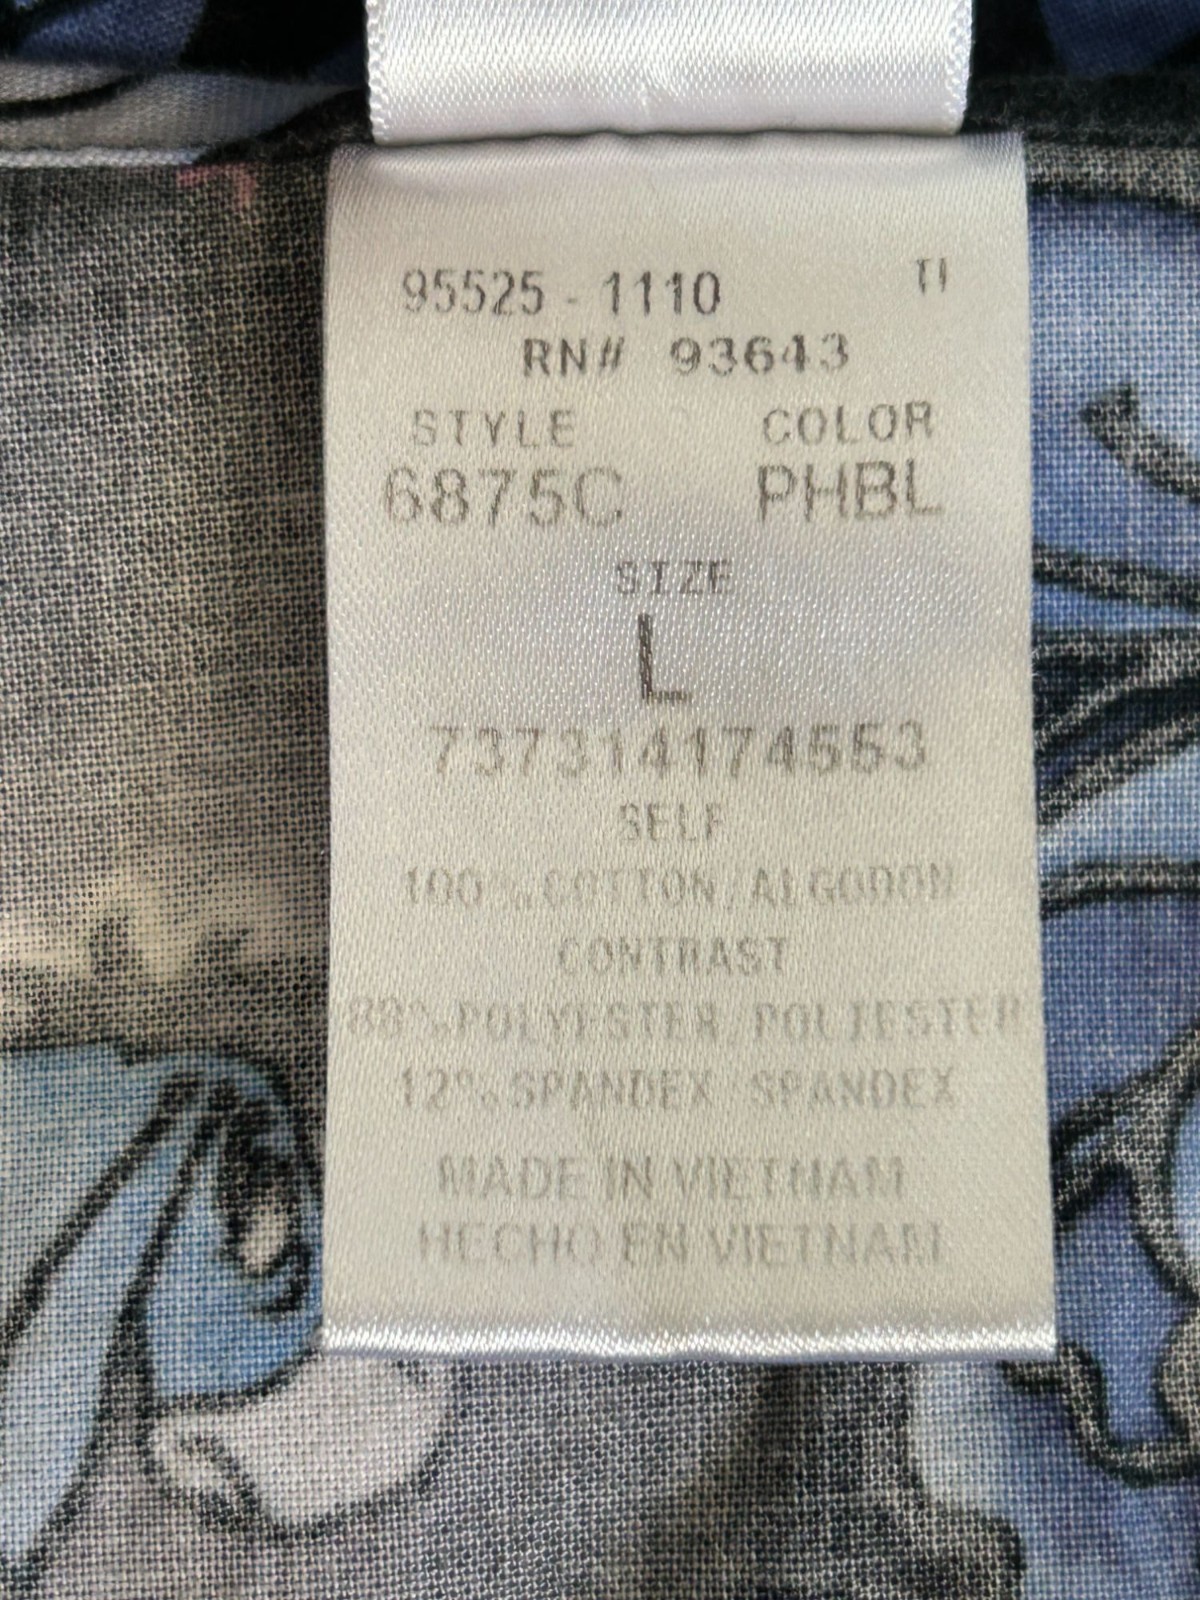 95525 - 1110 TI
RN# 93643
STYLE COLOR
6875C PHBL
SIZE
L
737314174553
SELF
100%COTTON/ALGODON
CONTRAST
88%POLYESTER/POLIESTER
12%SPANDEX/SPANDEX
MADE IN VIETNAM
HECHO EN VIETNAM